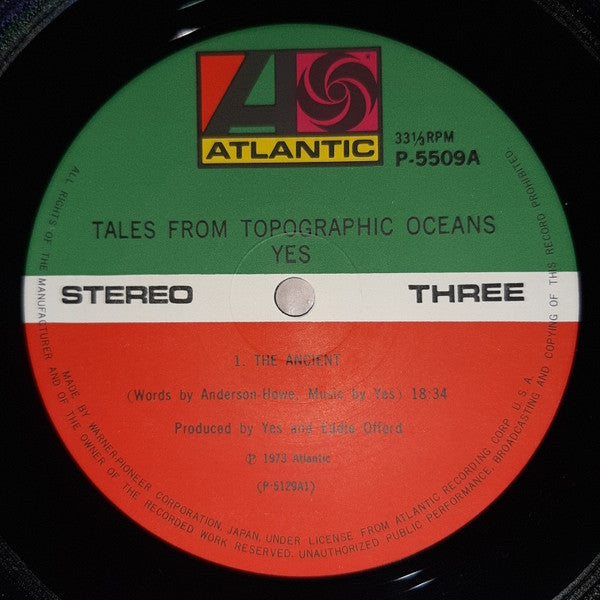 ATLANTIC
33⅓RPM
P-5509A
TALES FROM TOPOGRAPHIC OCEANS
YES
STEREO
THREE
1. THE ANCIENT
(Words by Anderson-Howe, Music by Yes) 18:34
Produced by Yes and Eddie Offord
℗ 1973 Atlantic
(P-5129A1)
ALL RIGHTS OF THE MANUFACTURER AND OF THE OWNER OF THE RECORDED WORK RESERVED. UNAUTHORIZED PUBLIC PERFORMANCE, BROADCASTING AND COPYING OF THIS RECORD PROHIBITED.
MADE BY WARNER-PIONEER CORPORATION, JAPAN, UNDER LICENSE FROM ATLANTIC RECORDING CORP. U.S.A.